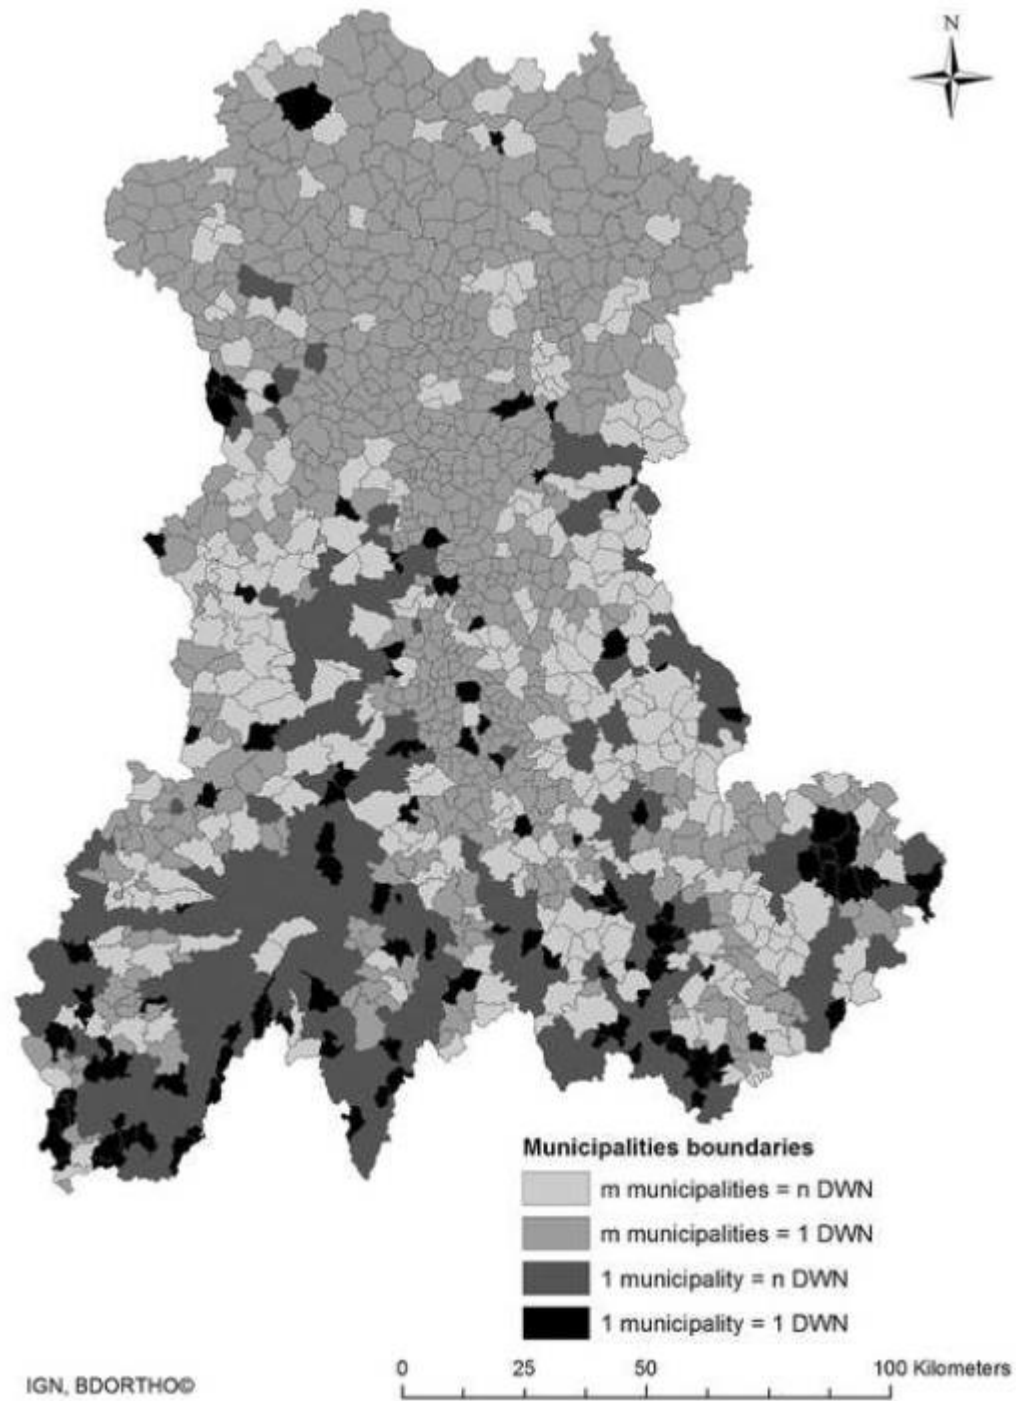 N
Municipalities boundaries
m municipalities = n DWN
m municipalities = 1 DWN
1 municipality = n DWN
1 municipality = 1 DWN
0 25 50 100 Kilometers
IGN, BDORTHO©